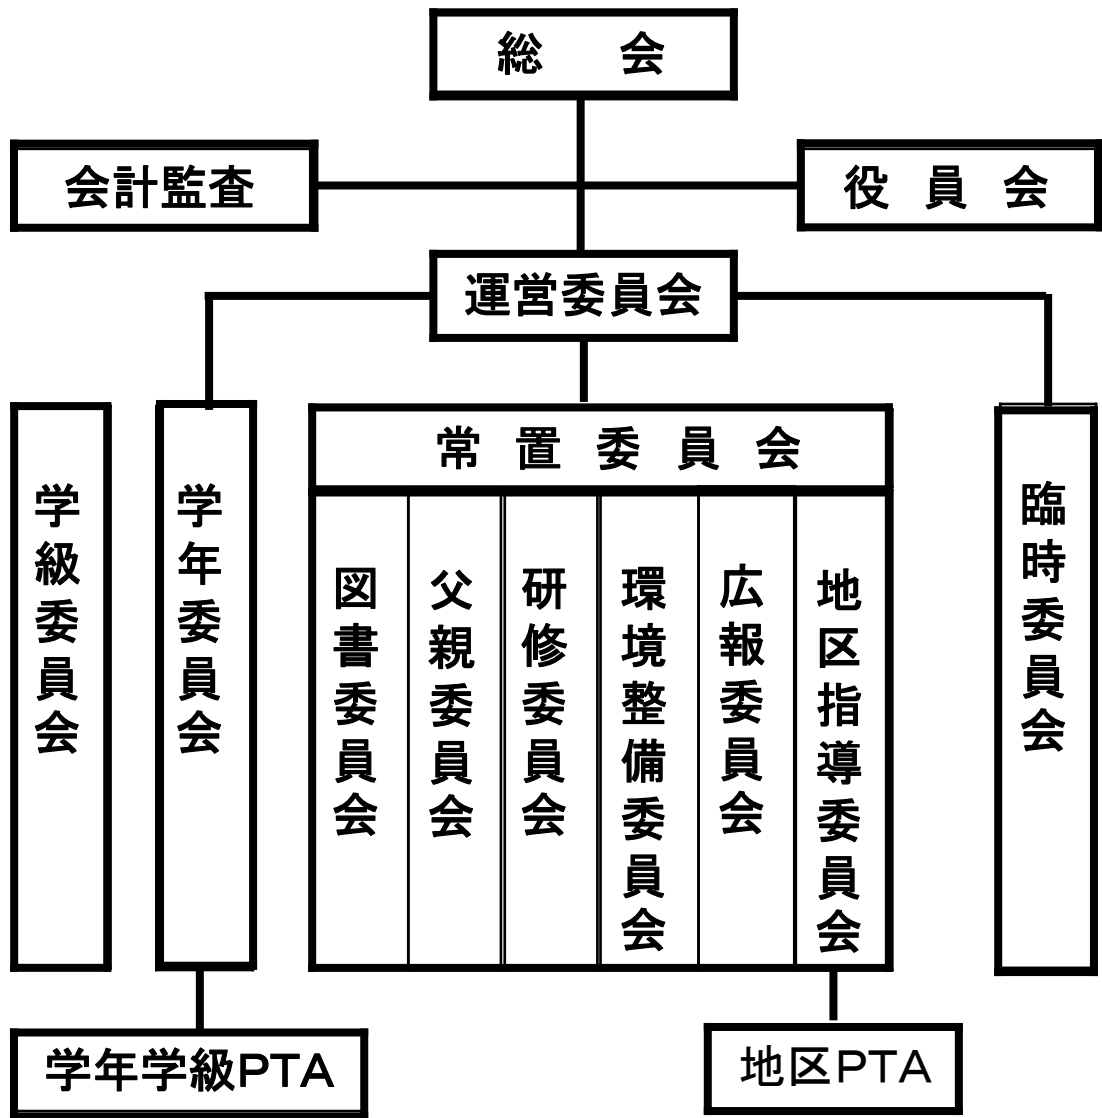 総 会
会計監査
役 員 会
運営委員会
学級委員会
学年委員会
常 置 委 員 会
図書委員会
父親委員会
研修委員会
環境整備委員会
広報委員会
地区指導委員会
臨時委員会
学年学級PTA
地区PTA